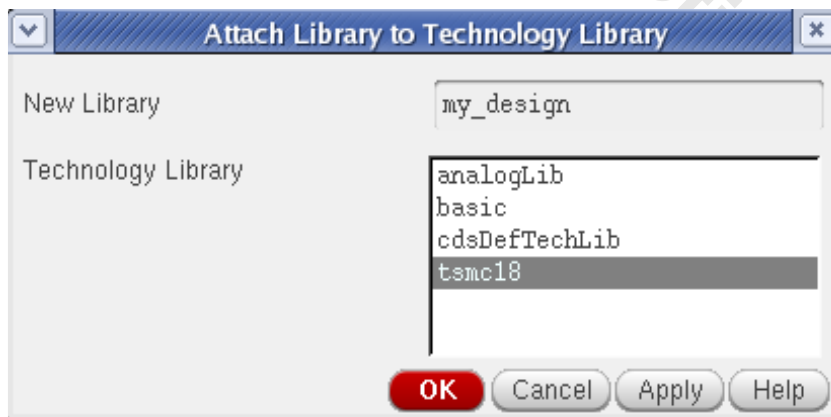 Attach Library to Technology Library
New Library my_design
Technology Library analogLib
basic
cdsDefTechLib
tsmc18
OK Cancel Apply Help